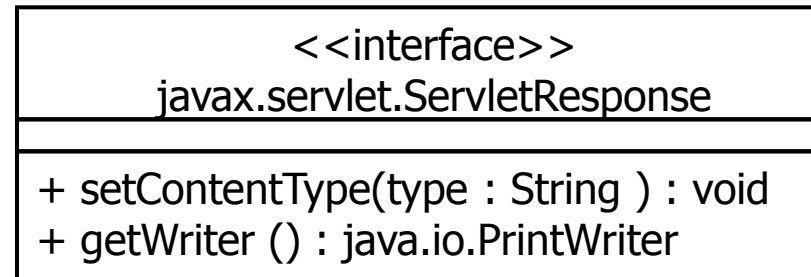 <<interface>>
javax.servlet.ServletResponse
+ setContentType(type : String ) : void
+ getWriter () : java.io.PrintWriter